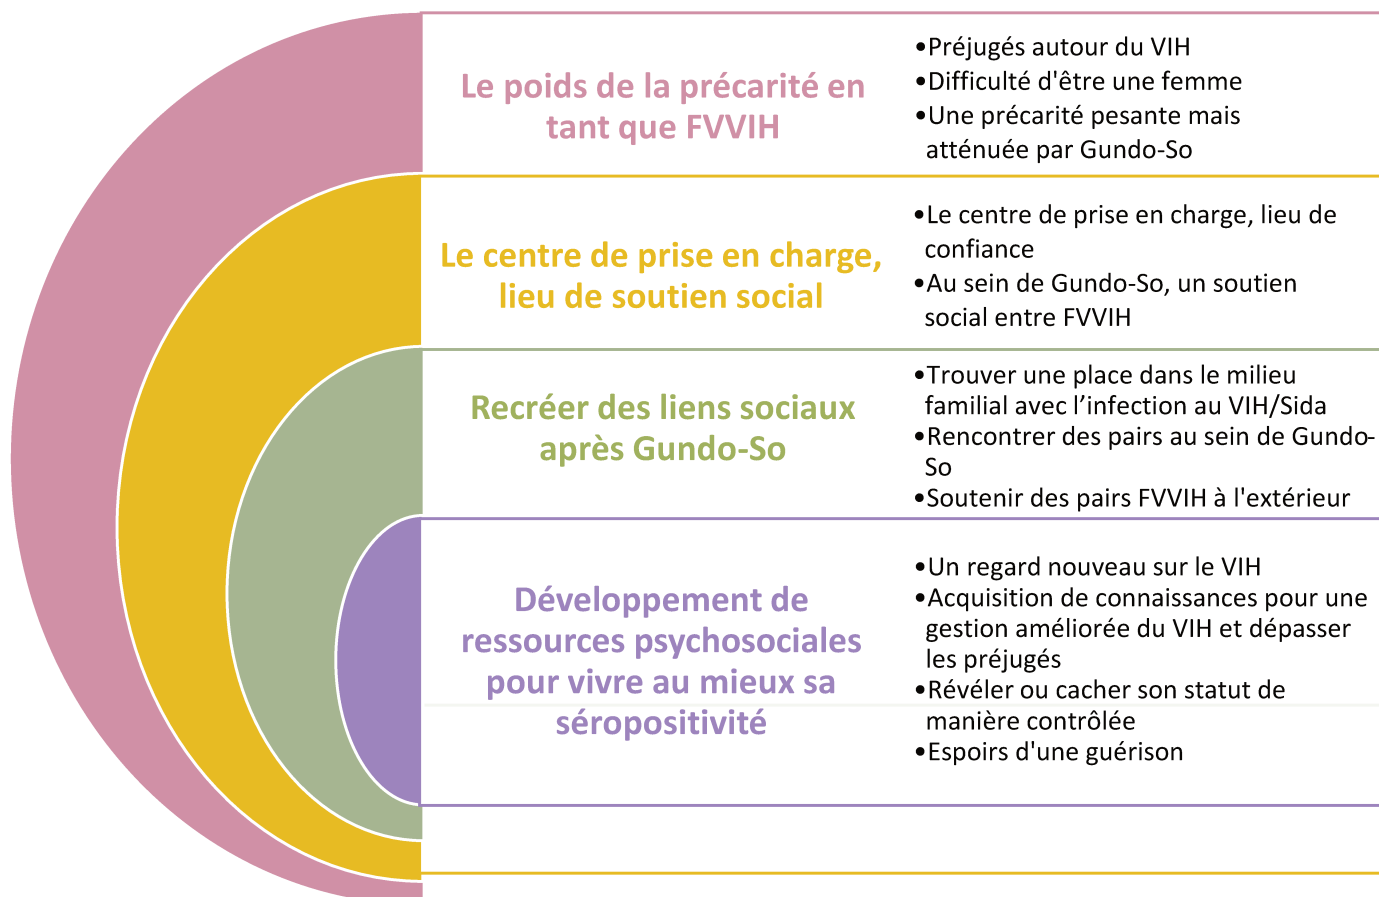 Le poids de la précarité en
tant que FVVIH
•Préjugés autour du VIH
•Difficulté d'être une femme
•Une précarité pesante mais
atténuée par Gundo-So
Le centre de prise en charge,
lieu de soutien social
•Le centre de prise en charge, lieu de
confiance
•Au sein de Gundo-So, un soutien
social entre FVVIH
Recréer des liens sociaux
après Gundo-So
•Trouver une place dans le milieu
familial avec l’infection au VIH/Sida
•Rencontrer des pairs au sein de Gundo-
So
•Soutenir des pairs FVVIH à l'extérieur
Développement de
ressources psychosociales
pour vivre au mieux sa
séropositivité
•Un regard nouveau sur le VIH
•Acquisition de connaissances pour une
gestion améliorée du VIH et dépasser
les préjugés
•Révéler ou cacher son statut de
manière contrôlée
•Espoirs d'une guérison